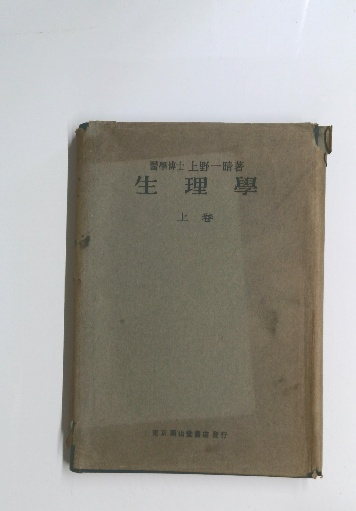 醫學博士 上野一晴著
生理學
上卷
東京 南山堂書店 發行